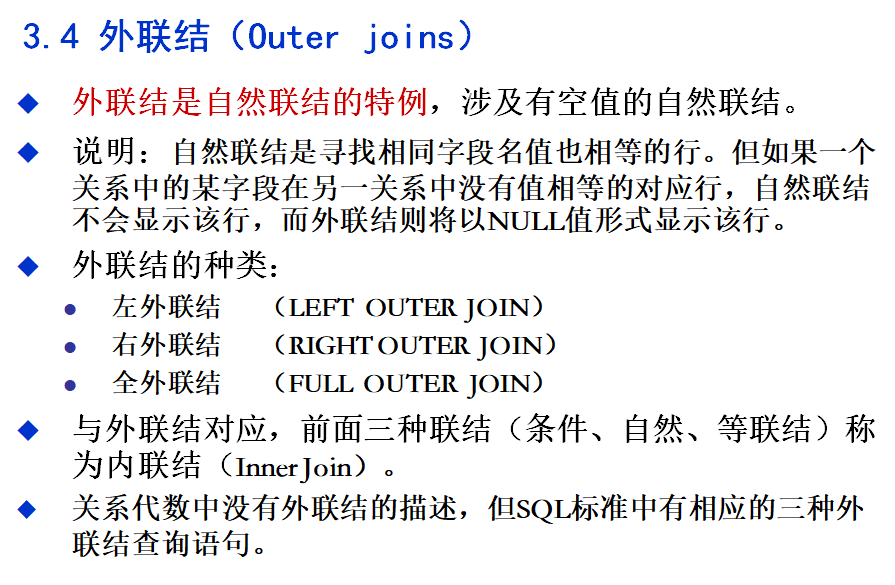 3.4 外联结（Outer joins）
◆ 外联结是自然联结的特例，涉及有空值的自然联结。
◆ 说明：自然联结是寻找相同字段名值也相等的行。但如果一个
关系中的某字段在另一关系中没有值相等的对应行，自然联结
不会显示该行，而外联结则将以NULL值形式显示该行。
◆ 外联结的种类：
● 左外联结 （LEFT OUTER JOIN）
● 右外联结 （RIGHT OUTER JOIN）
● 全外联结 （FULL OUTER JOIN）
◆ 与外联结对应，前面三种联结（条件、自然、等联结）称
为内联结（Inner Join）。
◆ 关系代数中没有外联结的描述，但SQL标准中有相应的三种外
联结查询语句。